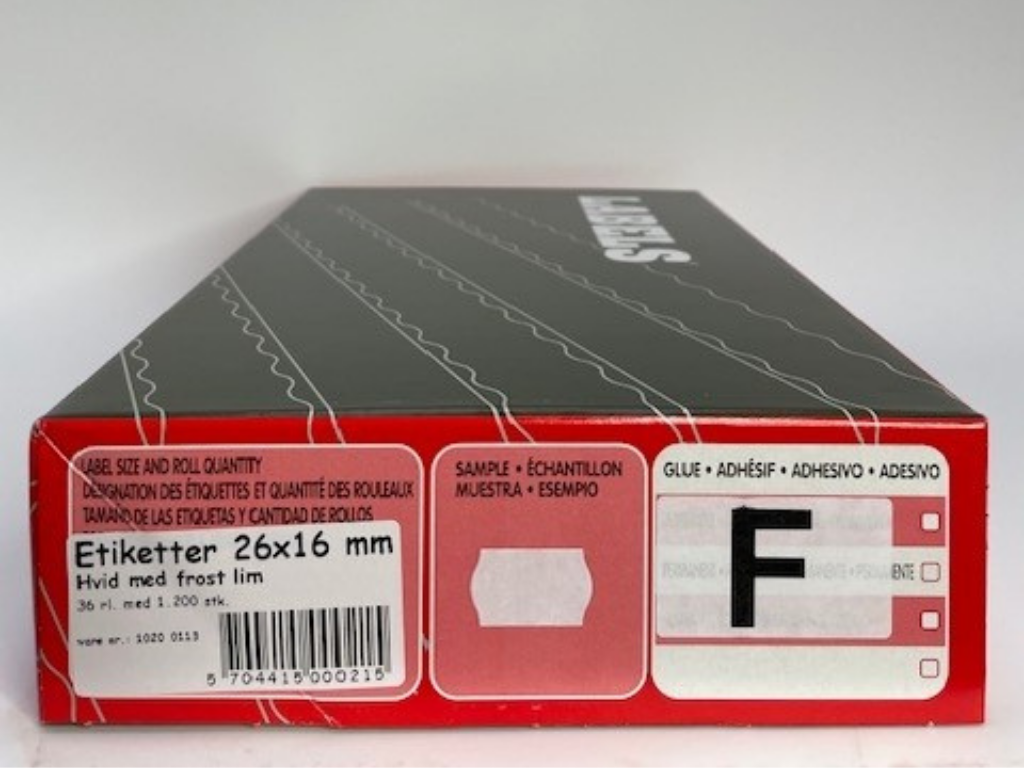 LABELS
LABEL SIZE AND ROLL QUANTITY
DÉSIGNATION DES ÉTIQUETTES ET QUANTITÉ DES ROULEAUX
TAMAÑO DE LAS ETIQUETAS Y CANTIDAD DE ROLLOS
Etiketter 26x16 mm
Hvid med frost lim
36 rl. med 1.200 stk.
vare nr.: 1020 0113
5 704415 000215
SAMPLE • ÉCHANTILLON
MUESTRA • ESEMPIO
GLUE • ADHÉSIF • ADHESIVO • ADESIVO
F
ENTE